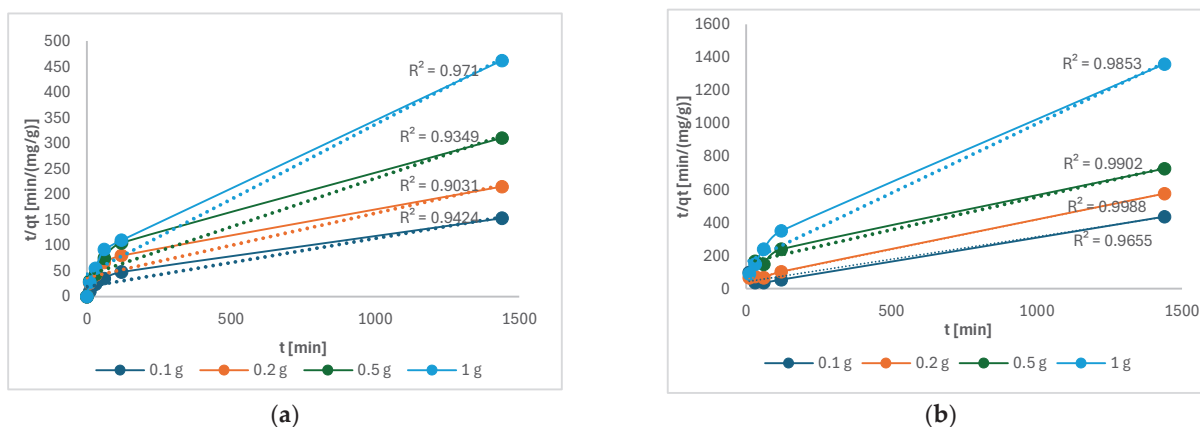 500
450
400
350
300
250
200
150
100
50
0
t/qt [min/(mg/g)]
R² = 0.971
R² = 0.9349
R² = 0.9031
R² = 0.9424
0 500 1000 1500
t [min]
0.1 g 0.2 g 0.5 g 1 g
(a)
1600
1400
1200
1000
800
600
400
200
0
t/qt [min/(mg/g)]
R² = 0.9853
R² = 0.9902
R² = 0.9988
R² = 0.9655
0 500 1000 1500
t [min]
0.1 g 0.2 g 0.5 g 1 g
(b)